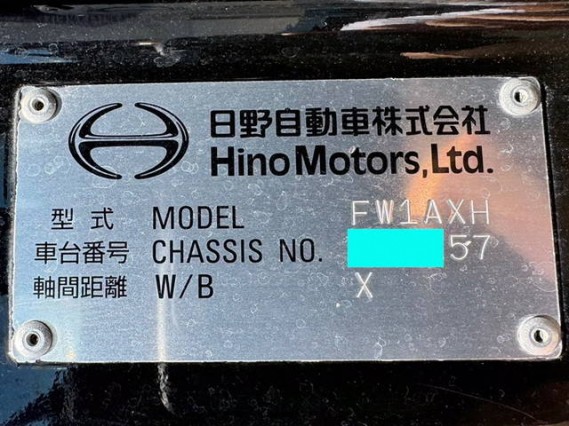 日野自動車株式会社
Hino Motors, Ltd.
型式 MODEL FW1AXH
車台番号 CHASSIS NO. 57
軸間距離 W/B X